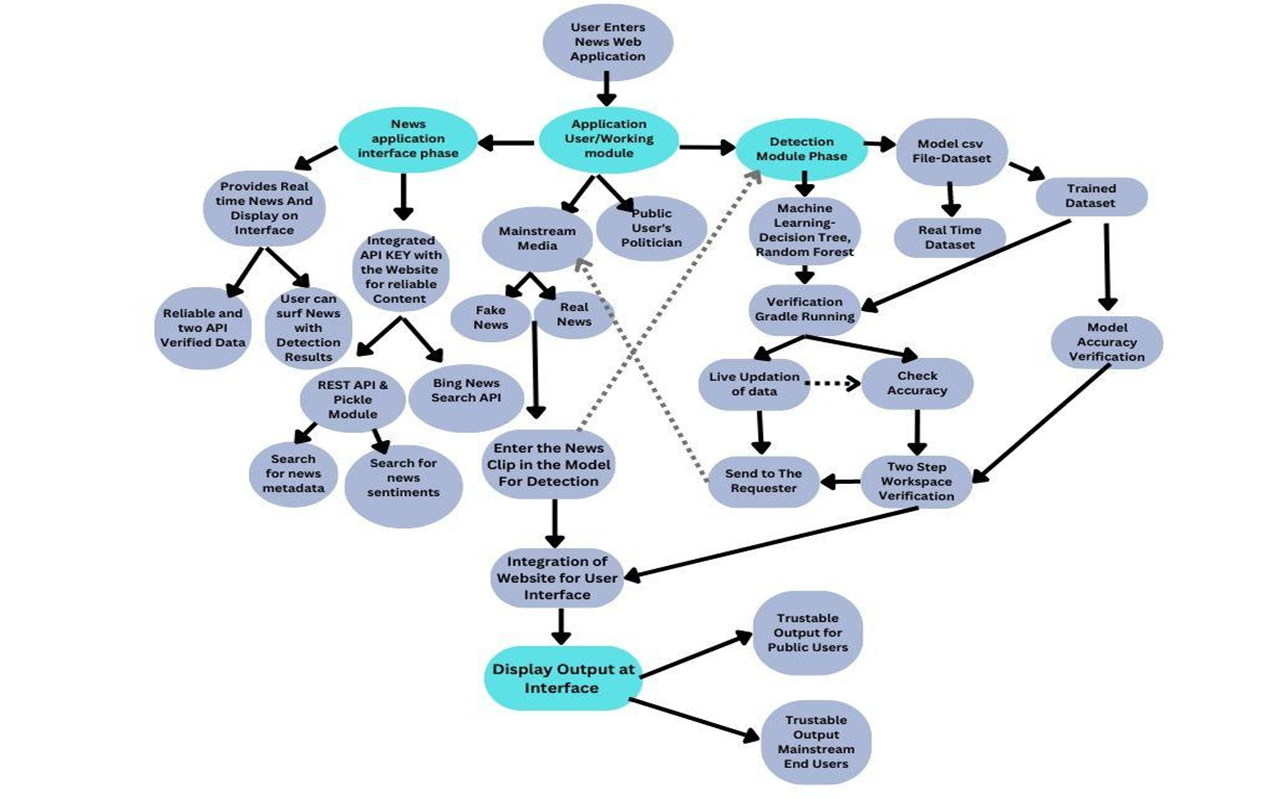 User Enters
News Web
Application
News
application
interface phase
Application
User/Working
module
Detection
Module Phase
Model csv
File-Dataset
Provides Real
time News And
Display on
Interface
Integrated
API KEY with
the Website
for reliable
Content
Mainstream
Media
Public
User's
Politician
Machine
Learning-
Decision Tree,
Random Forest
Real Time
Dataset
Trained
Dataset
Reliable and
two API
Verified Data
User can
surf News
with
Detection
Results
Fake
News
Real
News
Verification
Gradle Running
Model
Accuracy
Verification
REST API &
Pickle
Module
Bing News
Search API
Live Updation
of data
Check
Accuracy
Search
for news
metadata
Search for
news
sentiments
Enter the News
Clip in the Model
For Detection
Send to The
Requester
Two Step
Workspace
Verification
Integration of
Website for User
Interface
Display Output at
Interface
Trustable
Output for
Public Users
Trustable
Output
Mainstream
End Users